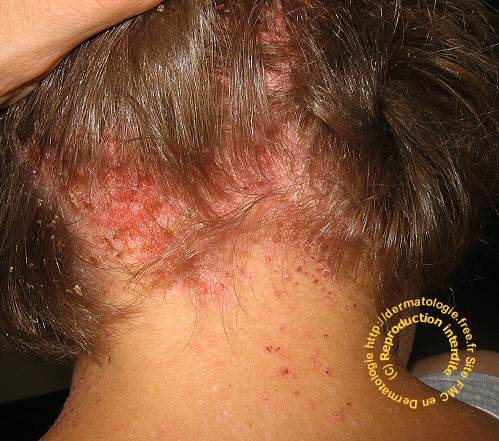 Dermatologie http://dermatologie.free.fr Site FMC en
(C) Reproduction interdite